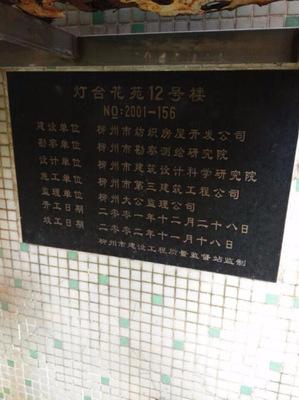 灯台花苑12号楼
NO:2001-156
建设单位 柳州市纺织房屋开发公司
勘察单位 柳州市勘察测绘研究院
设计单位 柳州市建筑设计科学研究院
施工单位 柳州市第三建筑工程公司
监理单位 柳州大公监理公司
开工日期 二零零一年十二月二十八日
竣工日期 二零零二年十一月十八日
柳州市建设工程质量监督站监制